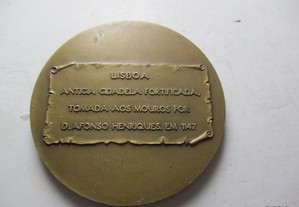 LISBOA
ANTIGA CIDADELA FORTIFICADA,
TOMADA AOS MOUROS POR
D.AFONSO HENRIQUES, EM 1147.